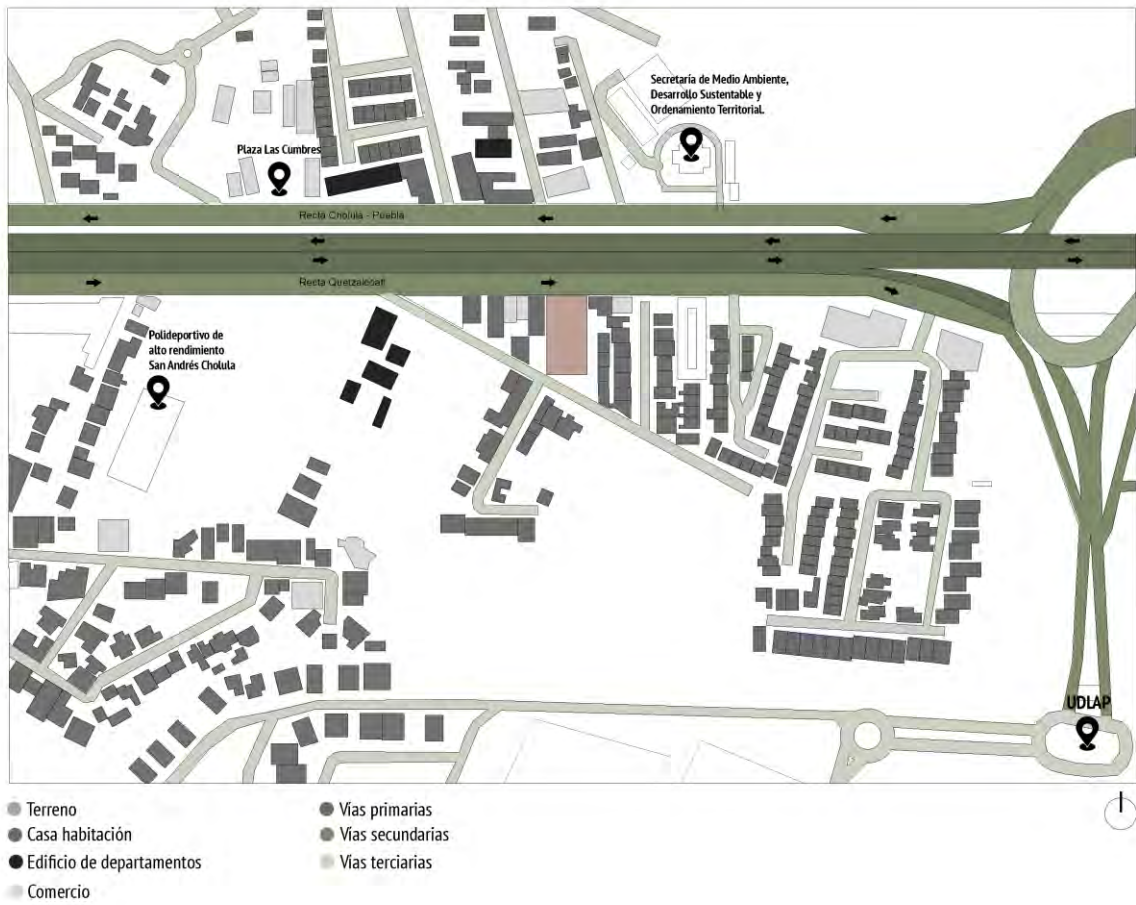 Secretaría de Medio Ambiente,
Desarrollo Sustentable y
Ordenamiento Territorial.
Plaza Las Cumbres
Recta Cholula - Puebla
Recta Quetzalcoatl
Polideportivo de
alto rendimiento
San Andrés Cholula
UDLAP
Terreno
Casa habitación
Edificio de departamentos
Comercio
Vías primarias
Vías secundarias
Vías terciarias